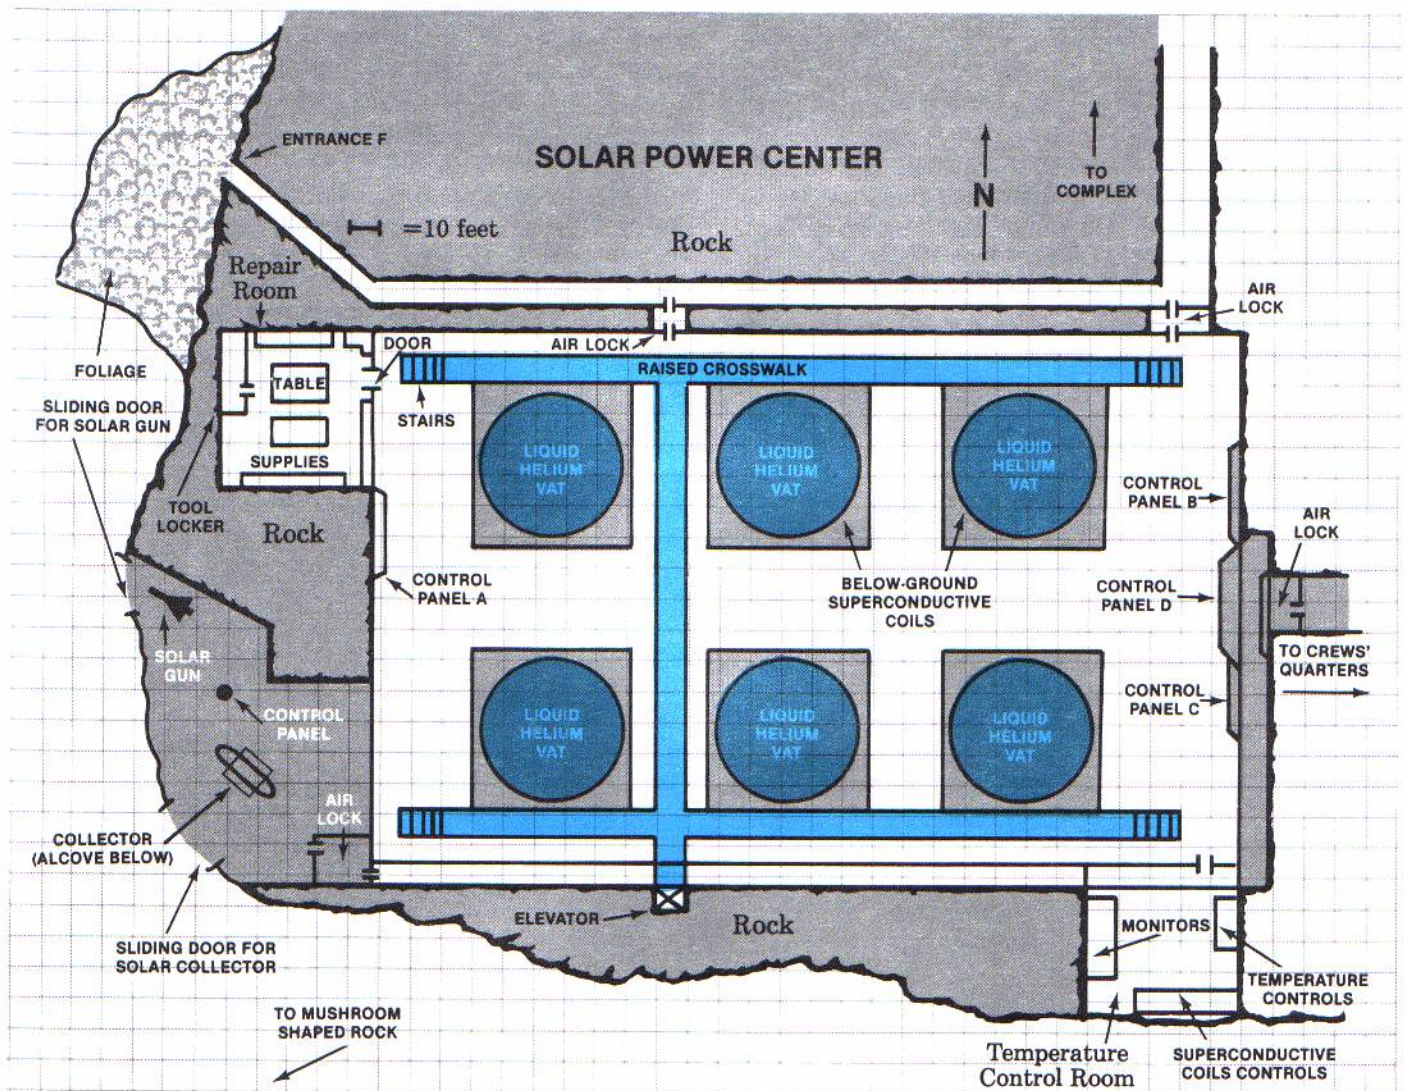 ENTRANCE F
SOLAR POWER CENTER
N
TO
COMPLEX
=10 feet
Rock
Repair
Room
AIR
LOCK
DOOR
AIR LOCK
FOLIAGE
TABLE
RAISED CROSSWALK
SLIDING DOOR
FOR SOLAR GUN
STAIRS
SUPPLIES
LIQUID
HELIUM
VAT
LIQUID
HELIUM
VAT
LIQUID
HELIUM
VAT
CONTROL
PANEL B
TOOL
LOCKER
Rock
AIR
LOCK
CONTROL
PANEL A
BELOW-GROUND
SUPERCONDUCTIVE
COILS
CONTROL
PANEL D
SOLAR
GUN
TO CREWS'
QUARTERS
CONTROL
PANEL
LIQUID
HELIUM
VAT
LIQUID
HELIUM
VAT
LIQUID
HELIUM
VAT
CONTROL
PANEL C
AIR
LOCK
COLLECTOR
(ALCOVE BELOW)
ELEVATOR
Rock
MONITORS
SLIDING DOOR FOR
SOLAR COLLECTOR
TEMPERATURE
CONTROLS
TO MUSHROOM
SHAPED ROCK
Temperature
Control Room
SUPERCONDUCTIVE
COILS CONTROLS